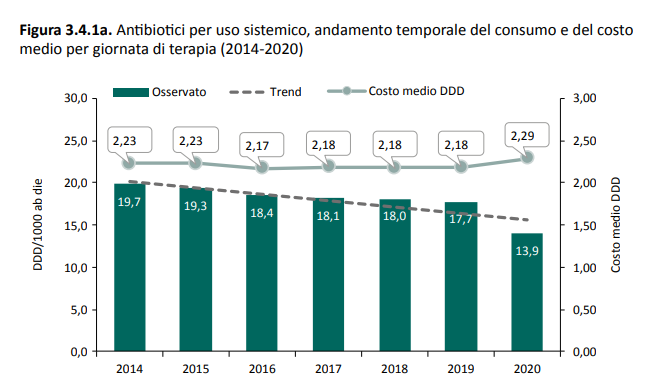 Figura 3.4.1a. Antibiotici per uso sistemico, andamento temporale del consumo e del costo
medio per giornata di terapia (2014-2020)
Osservato Trend Costo medio DDD
30,0
25,0
20,0
15,0
10,0
5,0
0,0
DDD/1000 ab die
2,23 2,23 2,17 2,18 2,18 2,18 2,29
19,7 19,3 18,4 18,1 18,0 17,7 13,9
3,00
2,50
2,00
1,50
1,00
0,50
0,00
Costo medio DDD
2014 2015 2016 2017 2018 2019 2020